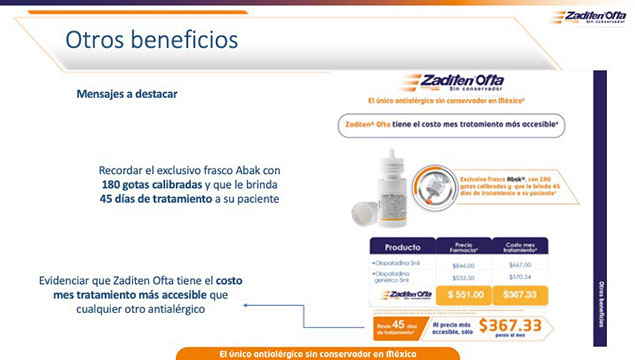 Zaditen Ofta
Sin conservador
Otros beneficios
Mensajes a destacar
Recordar el exclusivo frasco Abak con
180 gotas calibradas y que le brinda
45 días de tratamiento a su paciente
Evidenciar que Zaditen Ofta tiene el costo
mes tratamiento más accesible que
cualquier otro antialérgico
Zaditen Ofta
Sin conservador
El único antialérgico sin conservador en México
Zaditen® Ofta tiene el costo mes tratamiento más accesible
Exclusivo frasco Abak®, con 180
gotas calibradas y que le brinda 45
días de tratamiento a su paciente
Producto Precio Farmacia Costo mes tratamiento
•Olopatadina 5ml $846.00 $667.00
•Olopatadina genérico 5ml $332.50 $570.54
Zaditen Ofta $ 551.00 $367.33
Rinde 45 días de tratamiento
Al precio más accesible, sólo $367.33 pesos al mes
Otros beneficios
El único antialérgico sin conservador en México